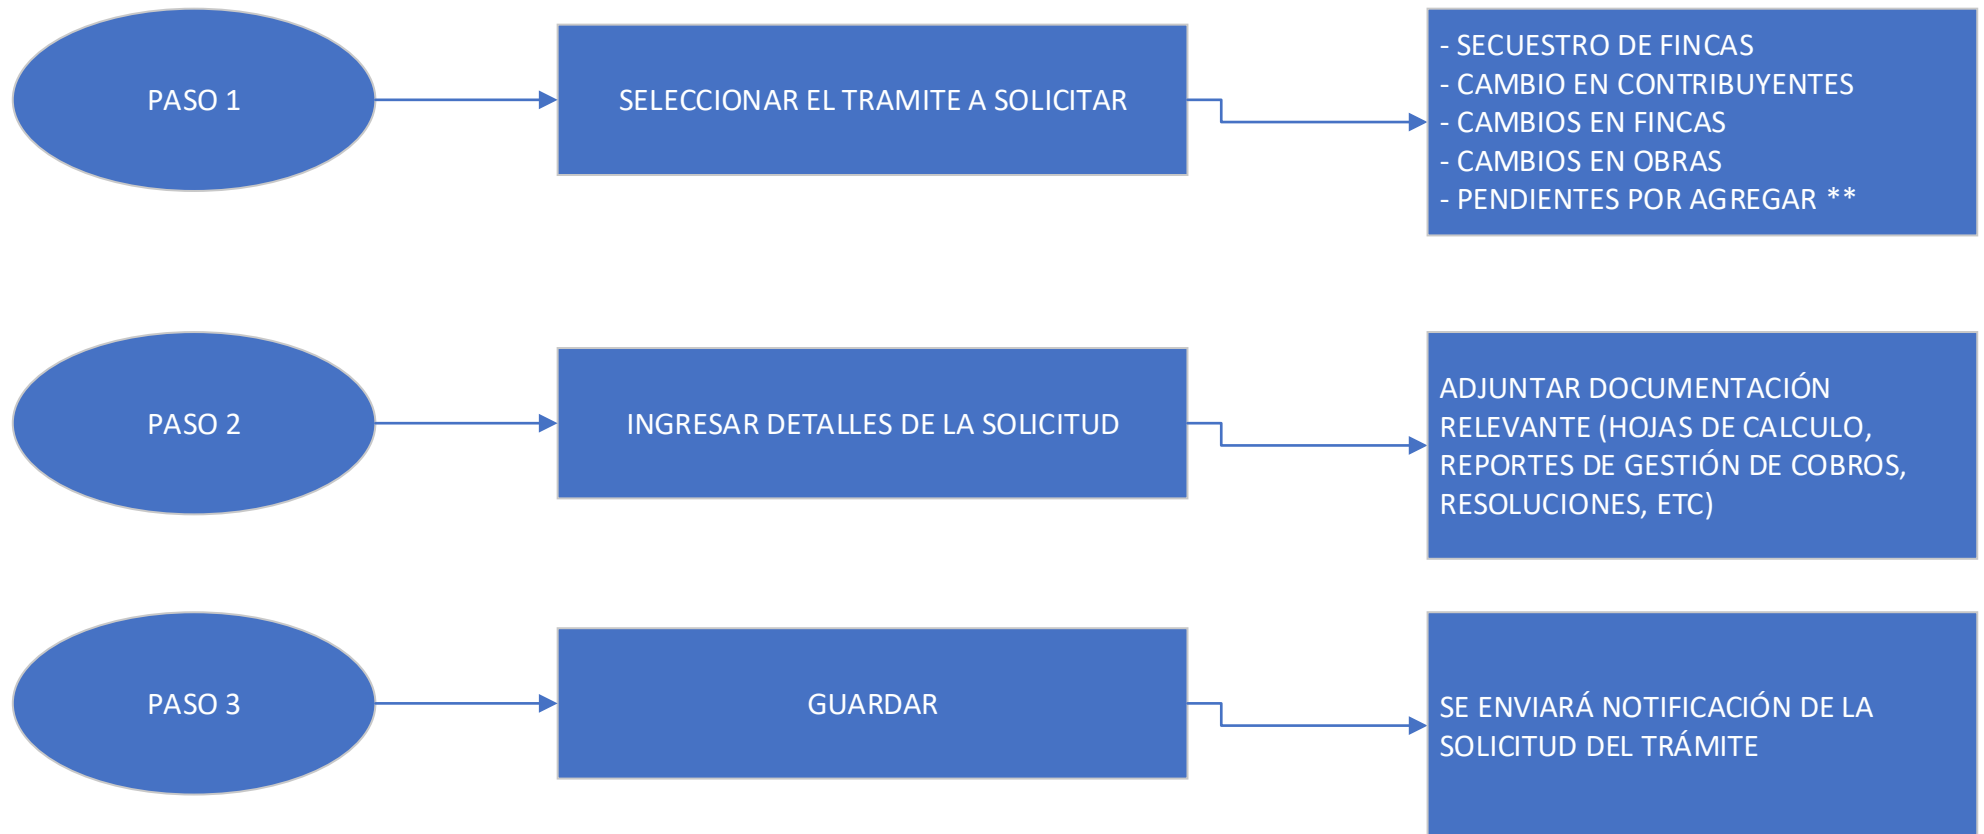 PASO 1
SELECCIONAR EL TRAMITE A SOLICITAR
- SECUESTRO DE FINCAS
- CAMBIO EN CONTRIBUYENTES
- CAMBIOS EN FINCAS
- CAMBIOS EN OBRAS
- PENDIENTES POR AGREGAR **
PASO 2
INGRESAR DETALLES DE LA SOLICITUD
ADJUNTAR DOCUMENTACIÓN
RELEVANTE (HOJAS DE CALCULO,
REPORTES DE GESTIÓN DE COBROS,
RESOLUCIONES, ETC)
PASO 3
GUARDAR
SE ENVIARÁ NOTIFICACIÓN DE LA
SOLICITUD DEL TRÁMITE